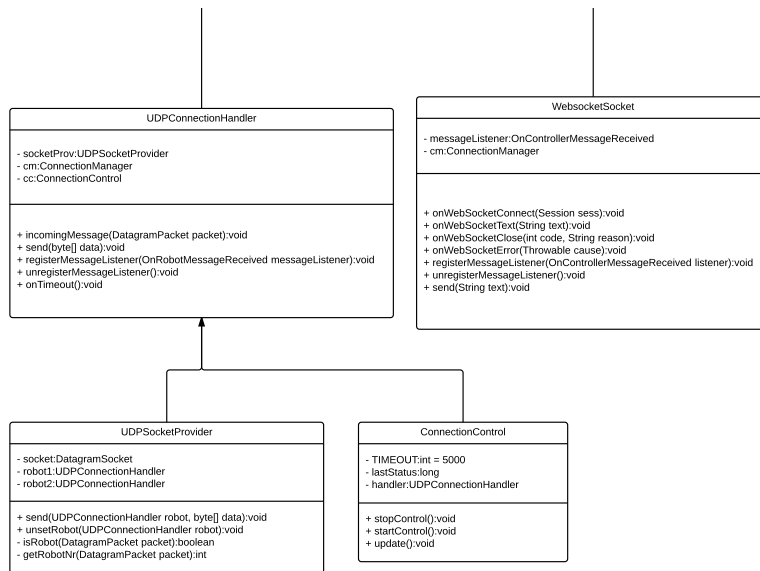 UDPConnectionHandler
- socketProv:UDPSocketProvider
- cm:ConnectionManager
- cc:ConnectionControl
+ incomingMessage(DatagramPacket packet):void
+ send(byte[] data):void
+ registerMessageListener(OnRobotMessageReceived messageListener):void
+ unregisterMessageListener():void
+ onTimeout():void
WebsocketSocket
- messageListener:OnControllerMessageReceived
- cm:ConnectionManager
+ onWebSocketConnect(Session sess):void
+ onWebSocketText(String text):void
+ onWebSocketClose(int code, String reason):void
+ onWebSocketError(Throwable cause):void
+ registerMessageListener(OnControllerMessageReceived listener):void
+ unregisterMessageListener():void
+ send(String text):void
UDPSocketProvider
- socket:DatagramSocket
- robot1:UDPConnectionHandler
- robot2:UDPConnectionHandler
+ send(UDPConnectionHandler robot, byte[] data):void
+ unsetRobot(UDPConnectionHandler robot):void
- isRobot(DatagramPacket packet):boolean
- getRobotNr(DatagramPacket packet):int
ConnectionControl
- TIMEOUT:int = 5000
- lastStatus:long
- handler:UDPConnectionHandler
+ stopControl():void
+ startControl():void
+ update():void